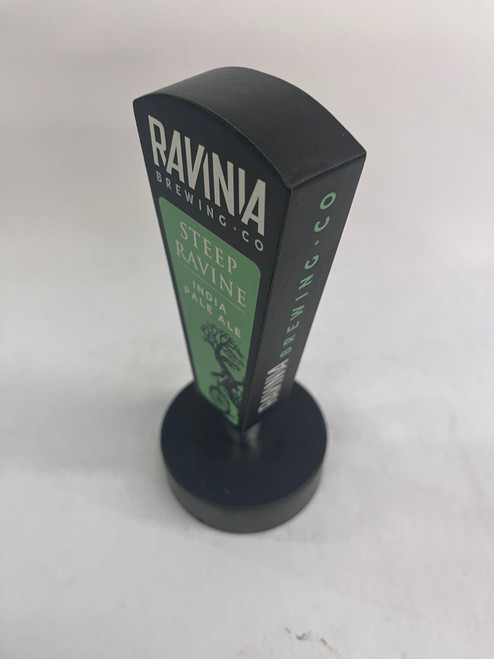 RAVINIA
BREWING·CO
STEEP
RAVINE
INDIA
PALE ALE
RAVINIA BREWING·CO